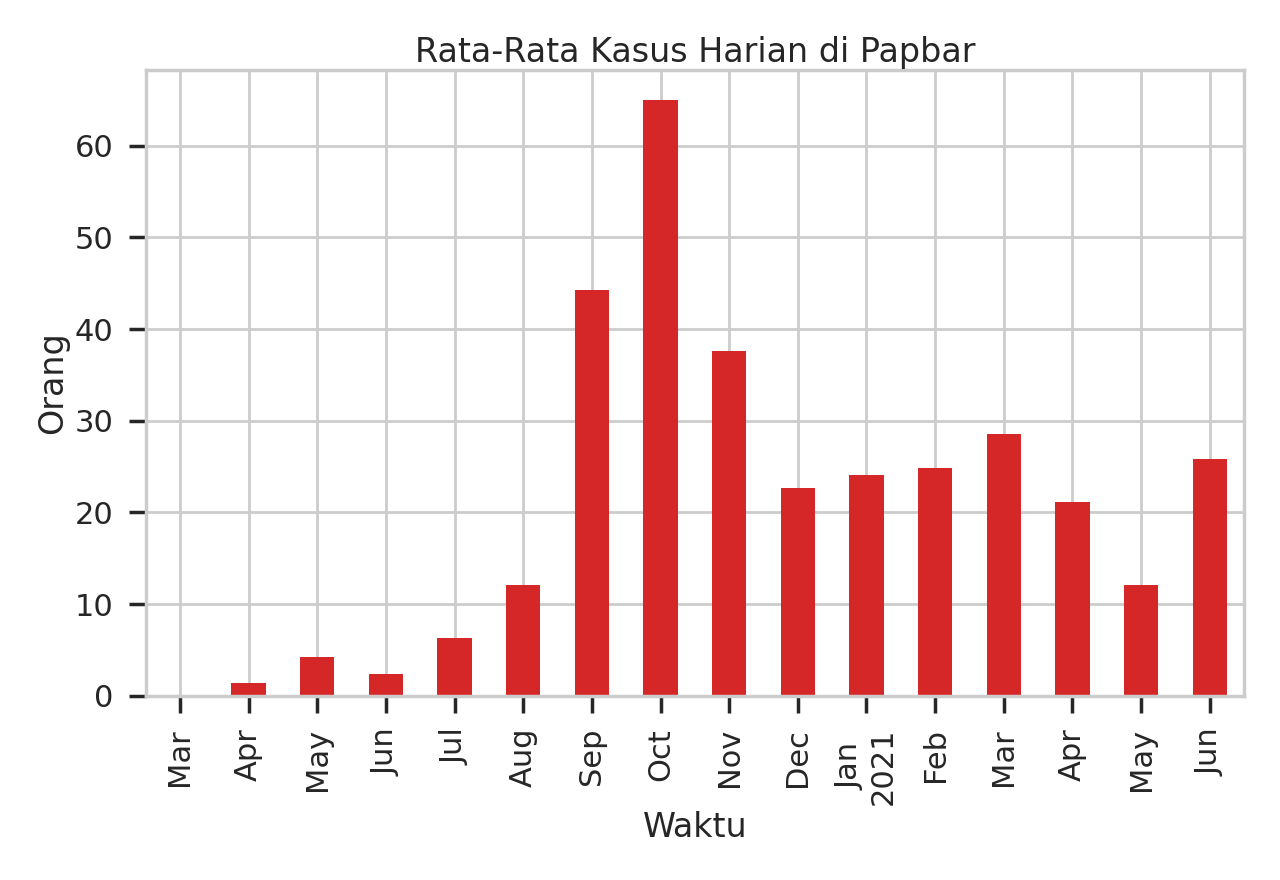 Rata-Rata Kasus Harian di Papbar
Orang
60
50
40
30
20
10
0
Mar
Apr
May
Jun
Jul
Aug
Sep
Oct
Nov
Dec
Jan
2021
Feb
Mar
Apr
May
Jun
Waktu